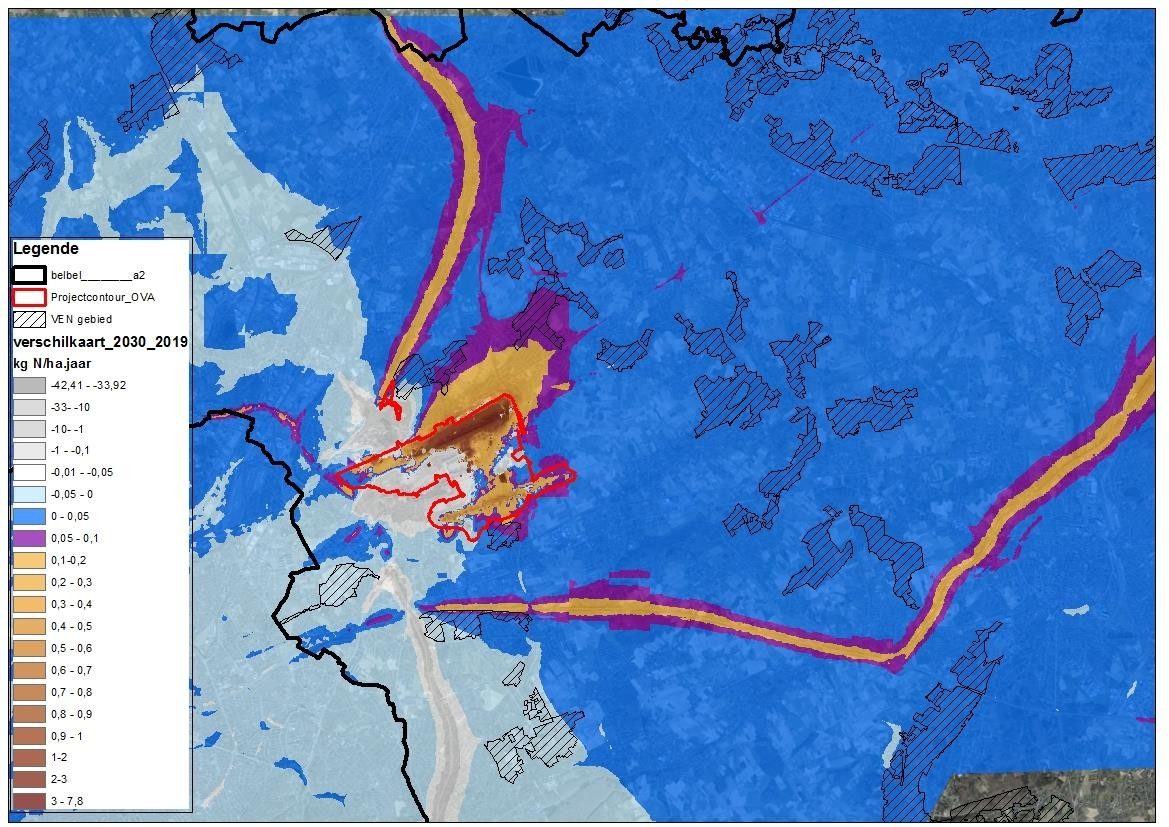 Legende
belbel________a2
Projectcontour_OVA
VEN gebied
verschilkaart_2030_2019
kg N/ha.jaar
-42,41 - -33,92
-33- -10
-10- -1
-1 - -0,1
-0,01 - -0,05
-0,05 - 0
0 - 0,05
0,05 - 0,1
0,1-0,2
0,2 - 0,3
0,3 - 0,4
0,4 - 0,5
0,5 - 0,6
0,6 - 0,7
0,7 - 0,8
0,8 - 0,9
0,9 - 1
1-2
2-3
3 - 7,8